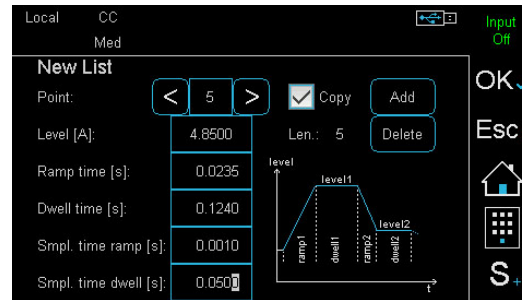 Local CC
Med
Input
Off
New List
Point: < 5 > Copy Add
Level [A]: 4.8500 Len.: 5 Delete
Ramp time [s]: 0.0235
Dwell time [s]: 0.1240
Smpl. time ramp [s]: 0.0010
Smpl. time dwell [s]: 0.0500
level
level1
level2
ramp1
dwell1
ramp2
dwell2
t
OK
Esc
S+